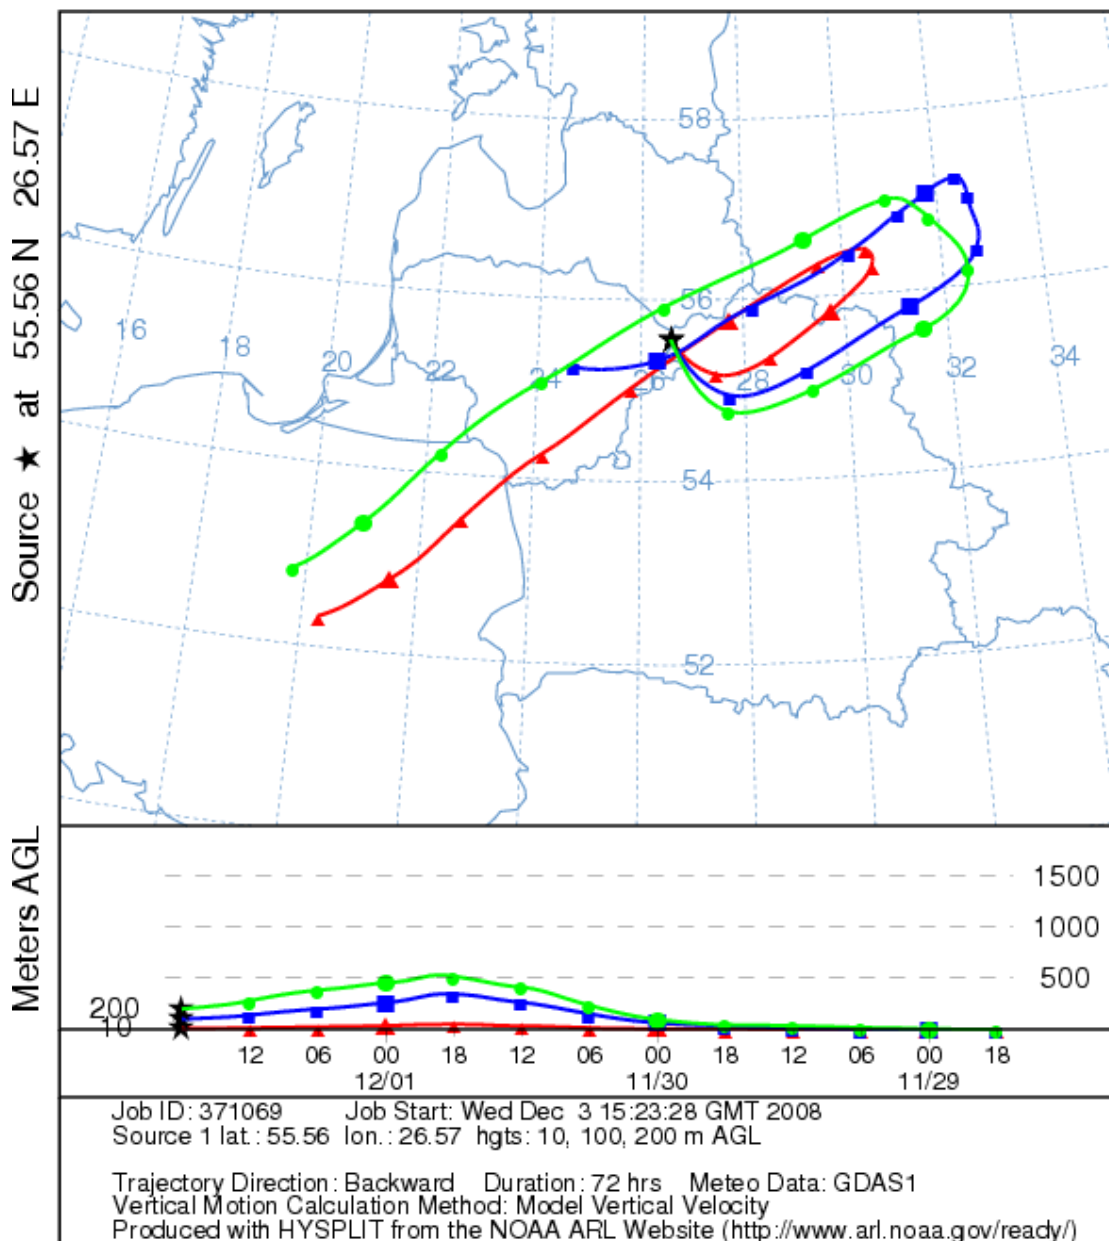 Source ★ at 55.56 N 26.57 E
58
56
54
52
16
18
20
22
24
26
28
30
32
34
Meters AGL
1500
1000
500
200
10
12 06 00 18 12 06 00 18 12 06 00 18
12/01 11/30 11/29
Job ID: 371069 Job Start: Wed Dec 3 15:23:28 GMT 2008
Source 1 lat.: 55.56 lon.: 26.57 hgts: 10, 100, 200 m AGL
Trajectory Direction: Backward Duration: 72 hrs Meteo Data: GDAS1
Vertical Motion Calculation Method: Model Vertical Velocity
Produced with HYSPLIT from the NOAA ARL Website (http://www.arl.noaa.gov/ready/)